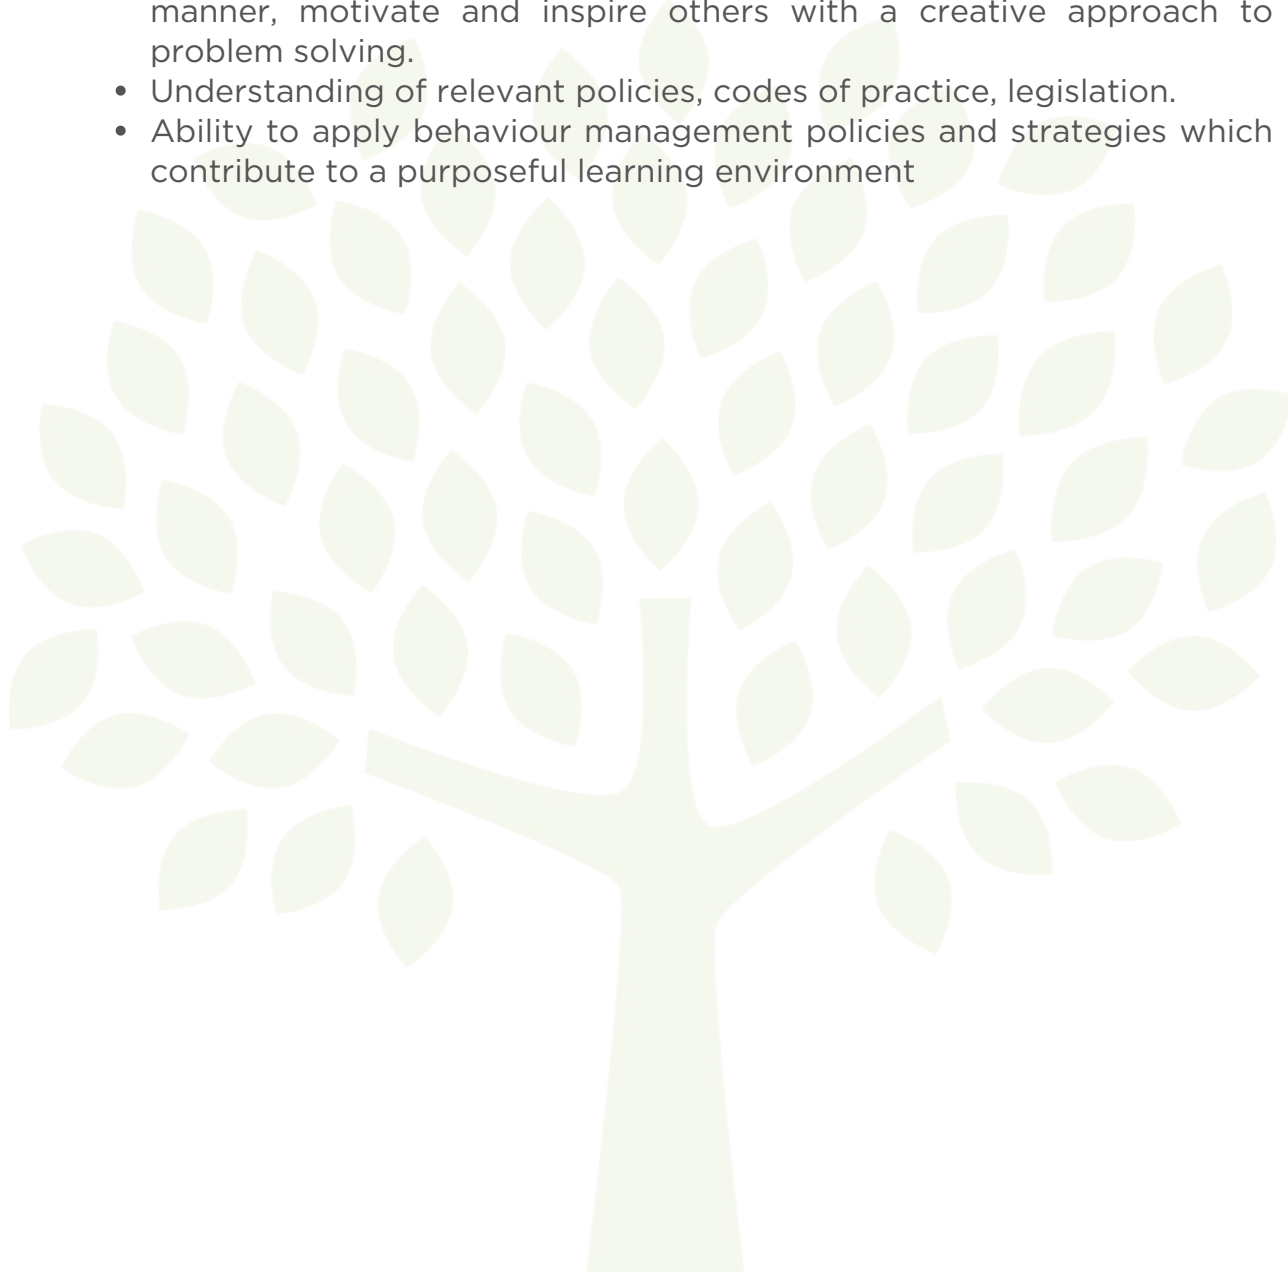 manner, motivate and inspire others with a creative approach to
problem solving.
• Understanding of relevant policies, codes of practice, legislation.
• Ability to apply behaviour management policies and strategies which
contribute to a purposeful learning environment